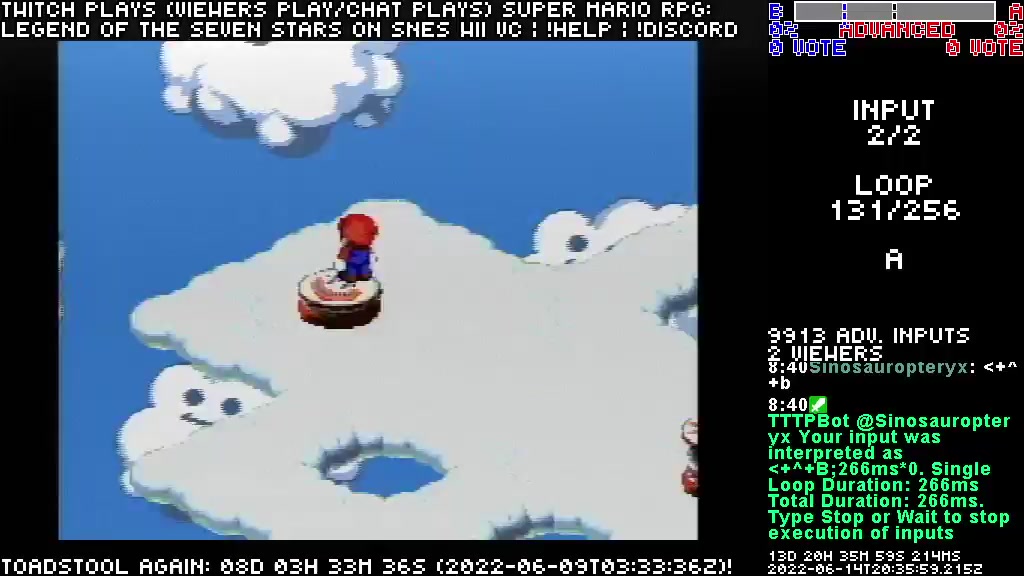 TWITCH PLAYS (VIEWERS PLAY/CHAT PLAYS) SUPER MARIO RPG:
LEGEND OF THE SEVEN STARS ON SNES WII VC ¦ !HELP ¦ !DISCORD
B A
0% ADVANCED 0%
0 VOTE 0 VOTE
INPUT
2/2
LOOP
131/256
A
9913 ADV. INPUTS
2 VIEWERS
8:40 Sinosauropteryx: <+^
+b
8:40
TTTPBot @Sinosauropter
yx Your input was
interpreted as
<+^+B;266ms*0. Single
Loop Duration: 266ms
Total Duration: 266ms.
Type Stop or Wait to stop
execution of inputs
13D 20H 35M 59S 214MS
2022-06-14T20:35:59.215Z
TOADSTOOL AGAIN: 08D 03H 33M 36S (2022-06-09T03:33:36Z)!